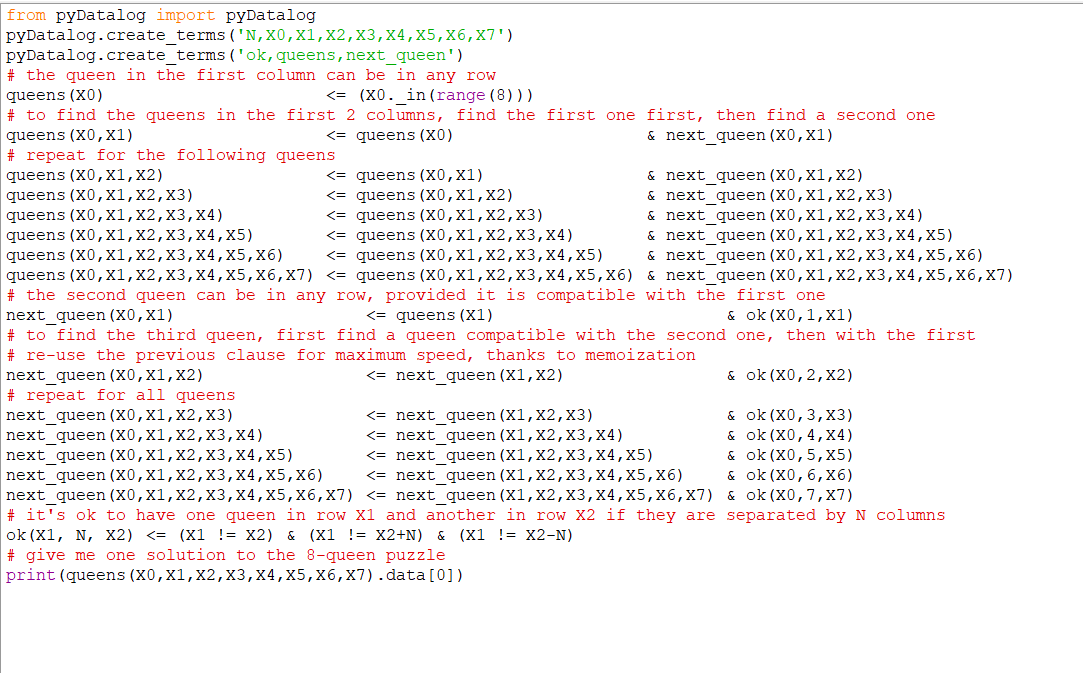 from pyDatalog import pyDatalog
pyDatalog.create_terms('N,X0,X1,X2,X3,X4,X5,X6,X7')
pyDatalog.create_terms('ok,queens,next_queen')
# the queen in the first column can be in any row
queens(X0)                      <= (X0._in(range(8)))
# to find the queens in the first 2 columns, find the first one first, then find a second one
queens(X0,X1)                   <= queens(X0)                   & next_queen(X0,X1)
# repeat for the following queens
queens(X0,X1,X2)                <= queens(X0,X1)                & next_queen(X0,X1,X2)
queens(X0,X1,X2,X3)             <= queens(X0,X1,X2)             & next_queen(X0,X1,X2,X3)
queens(X0,X1,X2,X3,X4)          <= queens(X0,X1,X2,X3)          & next_queen(X0,X1,X2,X3,X4)
queens(X0,X1,X2,X3,X4,X5)       <= queens(X0,X1,X2,X3,X4)       & next_queen(X0,X1,X2,X3,X4,X5)
queens(X0,X1,X2,X3,X4,X5,X6)    <= queens(X0,X1,X2,X3,X4,X5)    & next_queen(X0,X1,X2,X3,X4,X5,X6)
queens(X0,X1,X2,X3,X4,X5,X6,X7) <= queens(X0,X1,X2,X3,X4,X5,X6) & next_queen(X0,X1,X2,X3,X4,X5,X6,X7)
# the second queen can be in any row, provided it is compatible with the first one
next_queen(X0,X1)                   <= queens(X1)                       & ok(X0,1,X1)
# to find the third queen, first find a queen compatible with the second one, then with the first
# re-use the previous clause for maximum speed, thanks to memoization
next_queen(X0,X1,X2)                <= next_queen(X1,X2)                & ok(X0,2,X2)
# repeat for all queens
next_queen(X0,X1,X2,X3)             <= next_queen(X1,X2,X3)             & ok(X0,3,X3)
next_queen(X0,X1,X2,X3,X4)          <= next_queen(X1,X2,X3,X4)          & ok(X0,4,X4)
next_queen(X0,X1,X2,X3,X4,X5)       <= next_queen(X1,X2,X3,X4,X5)       & ok(X0,5,X5)
next_queen(X0,X1,X2,X3,X4,X5,X6)    <= next_queen(X1,X2,X3,X4,X5,X6)    & ok(X0,6,X6)
next_queen(X0,X1,X2,X3,X4,X5,X6,X7) <= next_queen(X1,X2,X3,X4,X5,X6,X7) & ok(X0,7,X7)
# it's ok to have one queen in row X1 and another in row X2 if they are separated by N columns
ok(X1, N, X2) <= (X1 != X2) & (X1 != X2+N) & (X1 != X2-N)
# give me one solution to the 8-queen puzzle
print(queens(X0,X1,X2,X3,X4,X5,X6,X7).data[0])